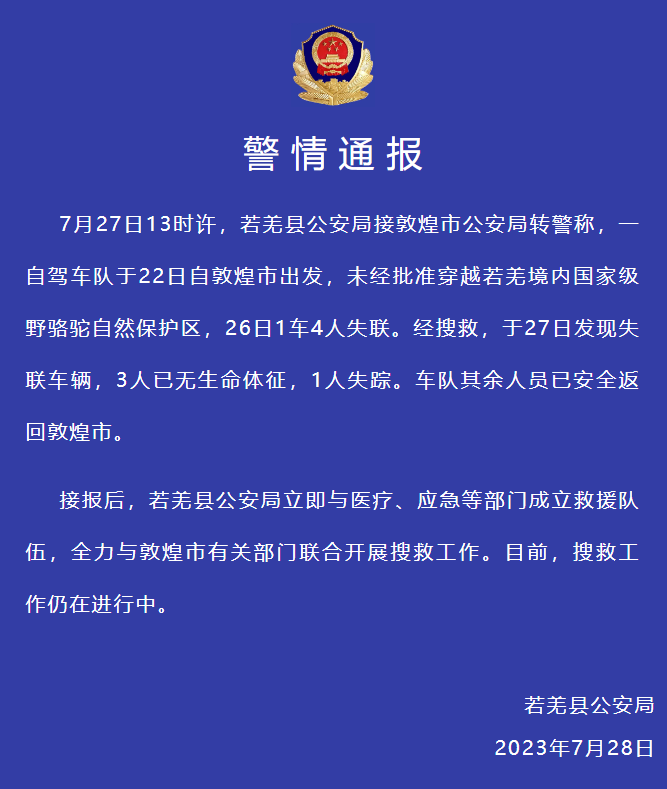 警情通报
7月27日13时许，若羌县公安局接敦煌市公安局转警称，一
自驾车队于22日自敦煌市出发，未经批准穿越若羌境内国家级
野骆驼自然保护区，26日1车4人失联。经搜救，于27日发现失
联车辆，3人已无生命体征，1人失踪。车队其余人员已安全返
回敦煌市。
接报后，若羌县公安局立即与医疗、应急等部门成立救援队
伍，全力与敦煌市有关部门联合开展搜救工作。目前，搜救工
作仍在进行中。
若羌县公安局
2023年7月28日